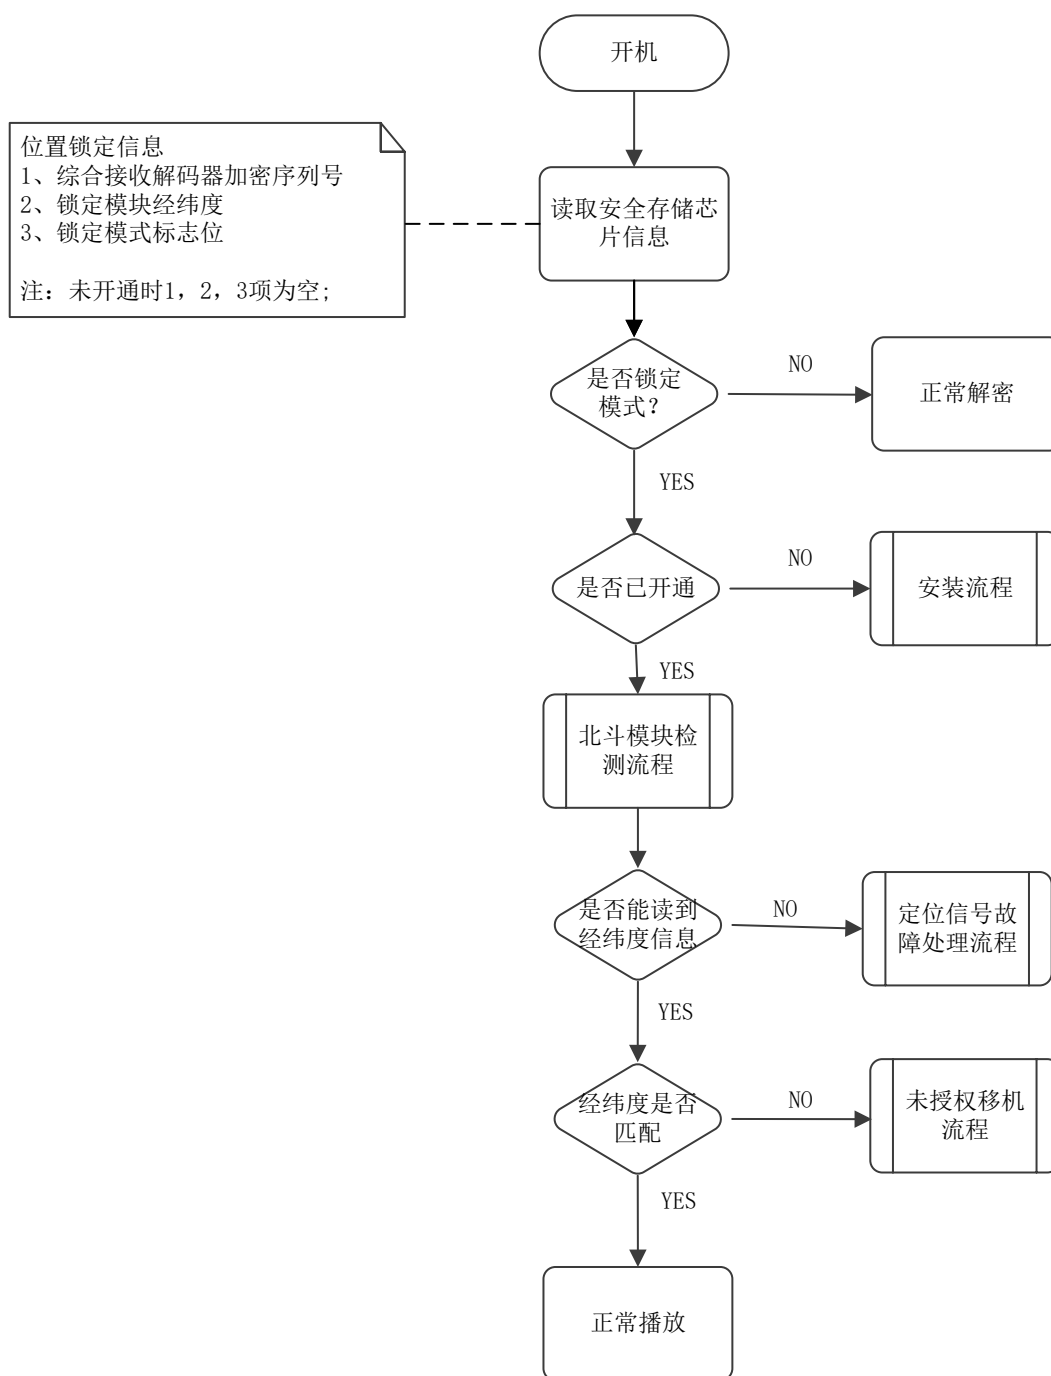 开机
位置锁定信息
1、综合接收解码器加密序列号
2、锁定模块经纬度
3、锁定模式标志位
注：未开通时1，2，3项为空;
读取安全存储芯
片信息
是否锁定
模式？
NO
正常解密
YES
是否已开通
NO
安装流程
YES
北斗模块检
测流程
是否能读到
经纬度信息
NO
定位信号故
障处理流程
YES
经纬度是否
匹配
NO
未授权移机
流程
YES
正常播放